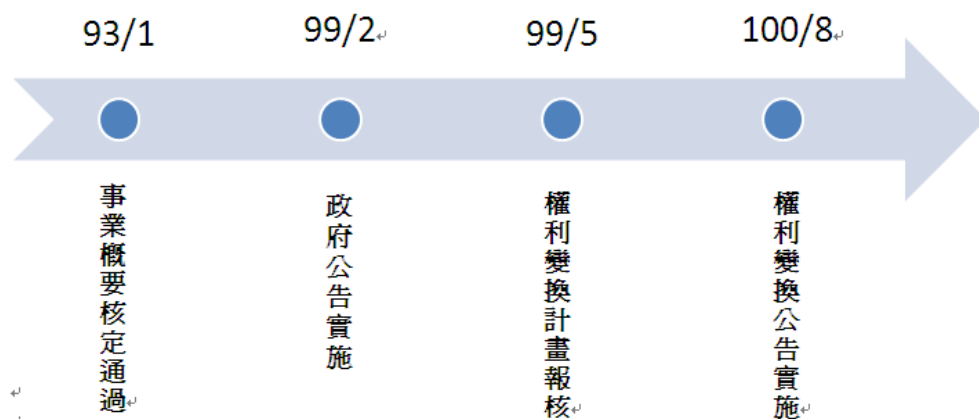 93/1
99/2
99/5
100/8
事業概要核定通過
政府公告實施
權利變換計畫報核
權利變換公告實施